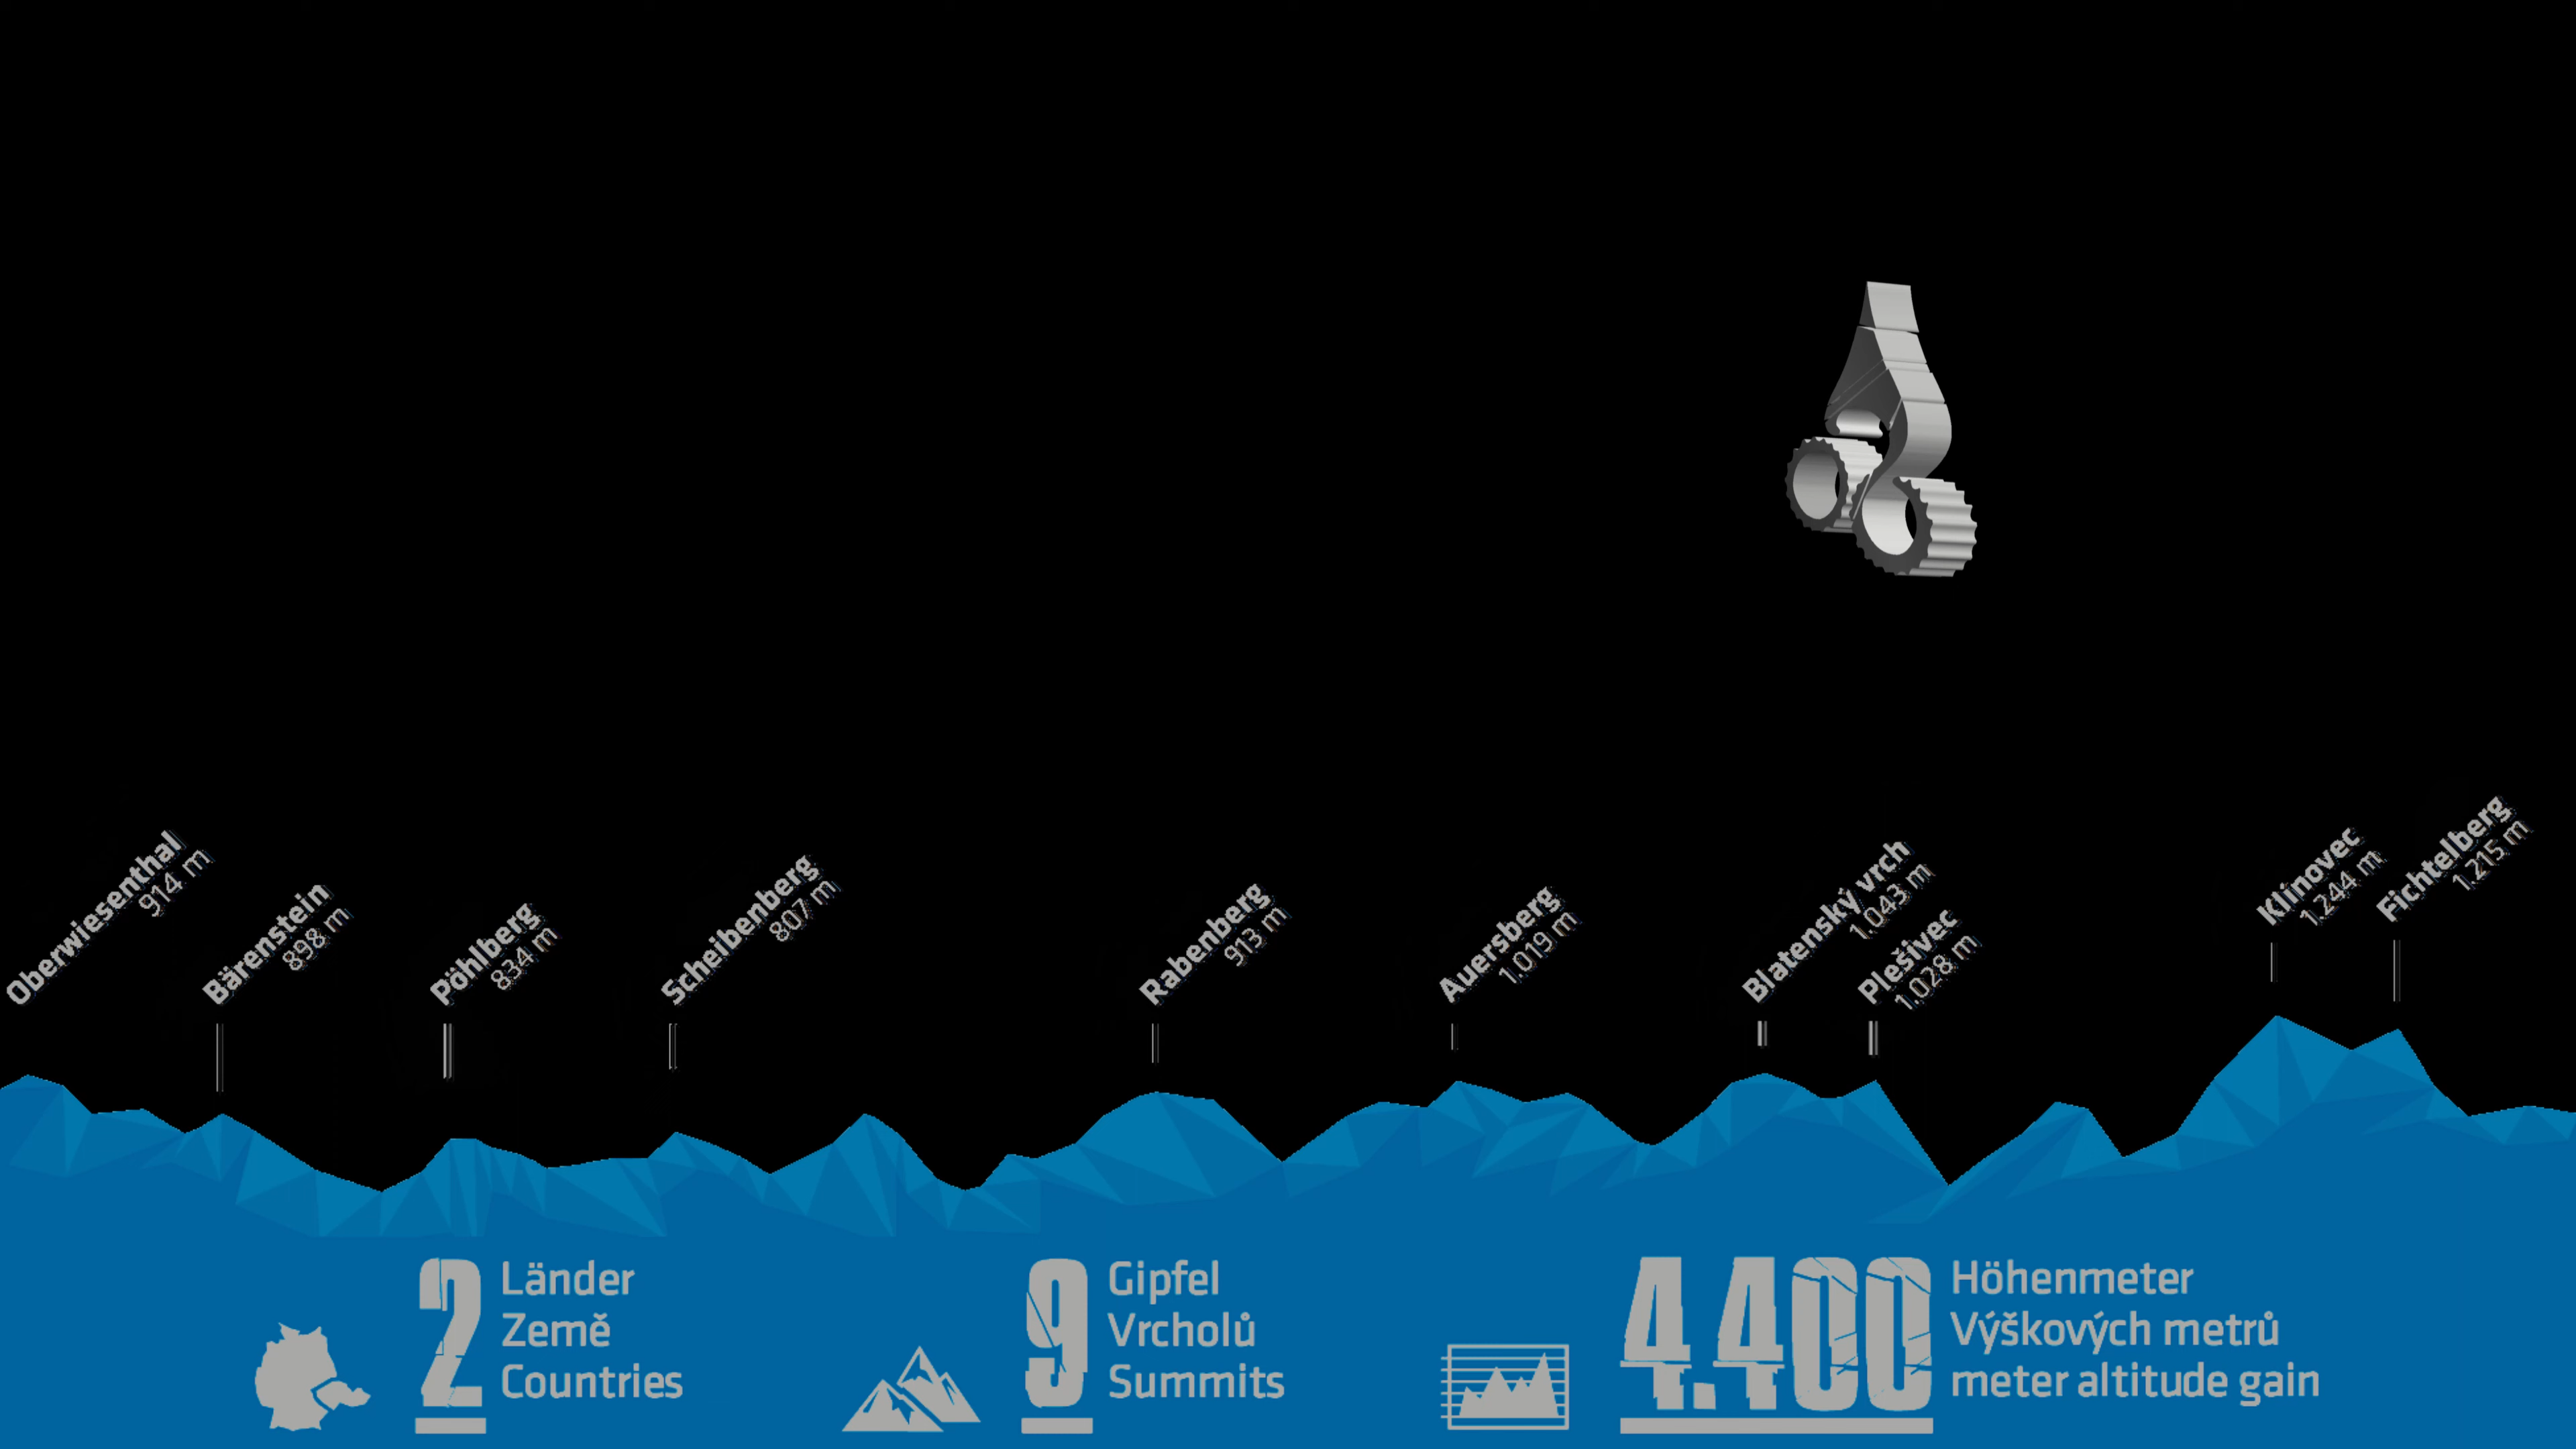 Oberwiesenthal
914 m
Bärenstein
898 m
Pöhlberg
834 m
Scheibenberg
807 m
Rabenberg
913 m
Auersberg
1.019 m
Blatenský vrch
1.043 m
Plešivec
1.028 m
Klínovec
1.244 m
Fichtelberg
1.215 m
2
Länder
Země
Countries
9
Gipfel
Vrcholů
Summits
4.400
Höhenmeter
Výškových metrů
meter altitude gain